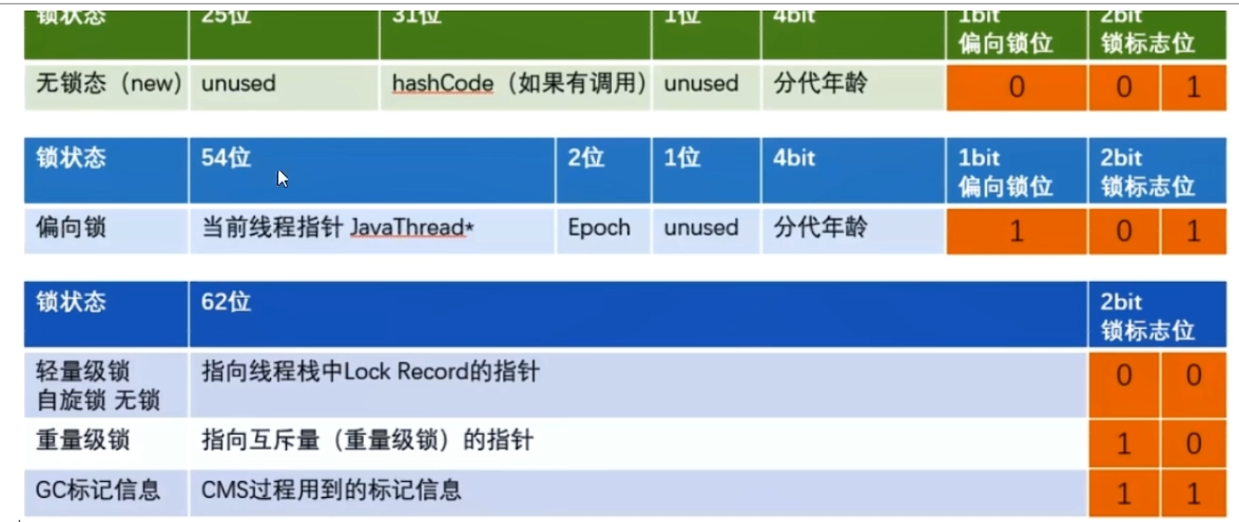 锁状态 25位 31位 1位 4bit 1bit 2bit
偏向锁位 锁标志位
无锁态（new） unused hashCode（如果有调用） unused 分代年龄 0 0 1
锁状态 54位 2位 1位 4bit 1bit 2bit
偏向锁位 锁标志位
偏向锁 当前线程指针 JavaThread* Epoch unused 分代年龄 1 0 1
锁状态 62位 2bit
锁标志位
轻量级锁 指向线程栈中Lock Record的指针 0 0
自旋锁 无锁
重量级锁 指向互斥量（重量级锁）的指针 1 0
GC标记信息 CMS过程用到的标记信息 1 1